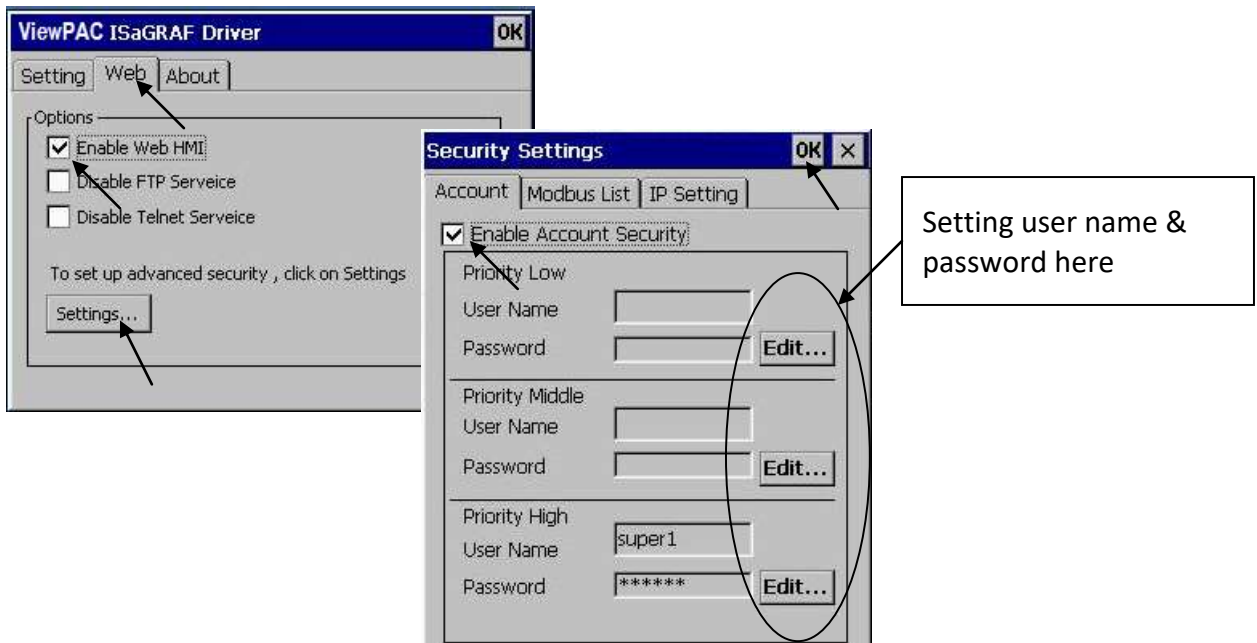 ViewPAC ISaGRAF Driver OK
Setting Web About
Options
Enable Web HMI
Disable FTP Serveice
Disable Telnet Serveice
To set up advanced security , click on Settings
Settings...
Security Settings OK ×
Account Modbus List IP Setting
Enable Account Security
Priority Low
User Name
Password Edit...
Priority Middle
User Name
Password Edit...
Priority High
User Name super1
Password ****** Edit...
Setting user name &
password here